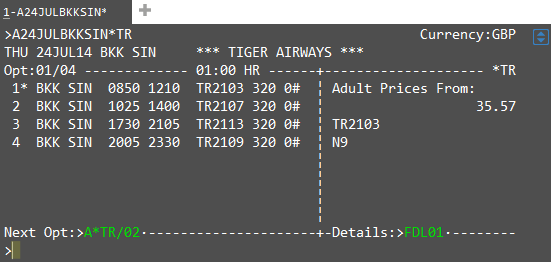 1-A24JULBKKSIN*
>A24JULBKKSIN*TR Currency:GBP
THU 24JUL14 BKK SIN *** TIGER AIRWAYS ***
Opt:01/04 ------------- 01:00 HR ------+--------------------- *TR
1* BKK SIN 0850 1210 TR2103 320 0# ¦ Adult Prices From:
2 BKK SIN 1025 1400 TR2107 320 0# ¦ 35.57
3 BKK SIN 1730 2105 TR2113 320 0# ¦ TR2103
4 BKK SIN 2005 2330 TR2109 320 0# ¦ N9
Next Opt:>A*TR/02·----------------------+-Details:>FDL01·---------
>